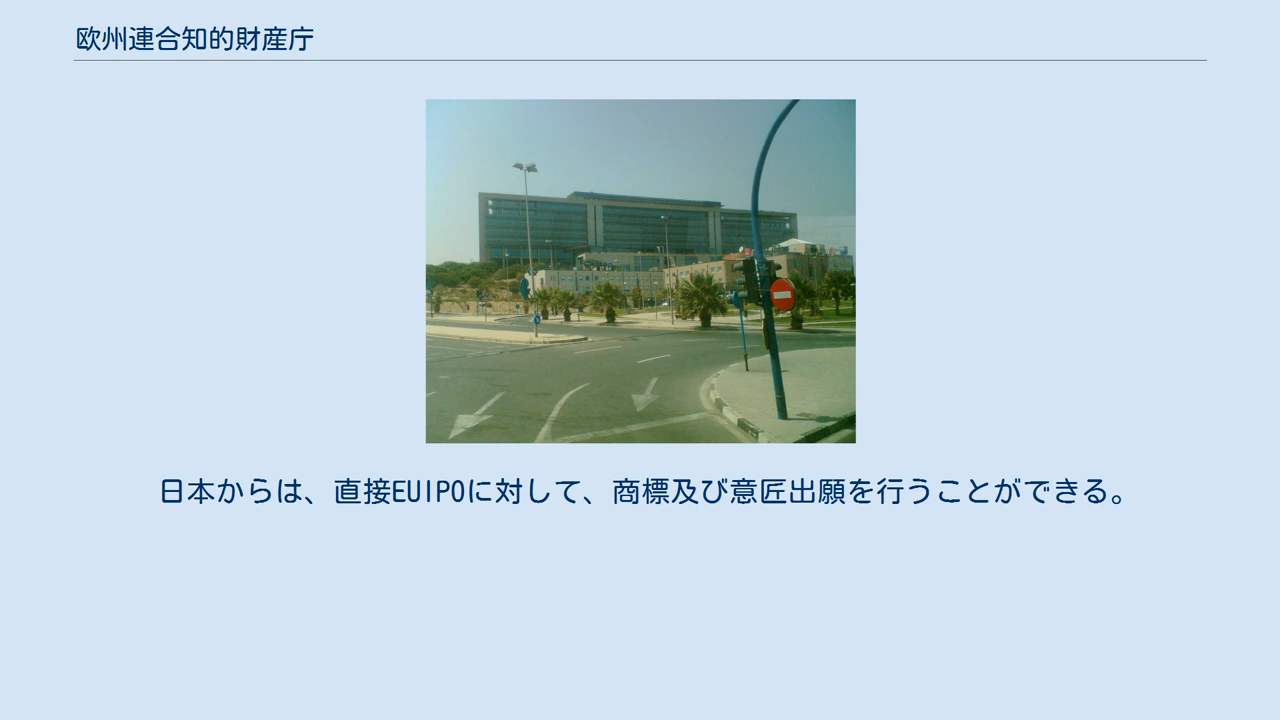 欧州連合知的財産庁
日本からは、直接EUIPOに対して、商標及び意匠出願を行うことができる。